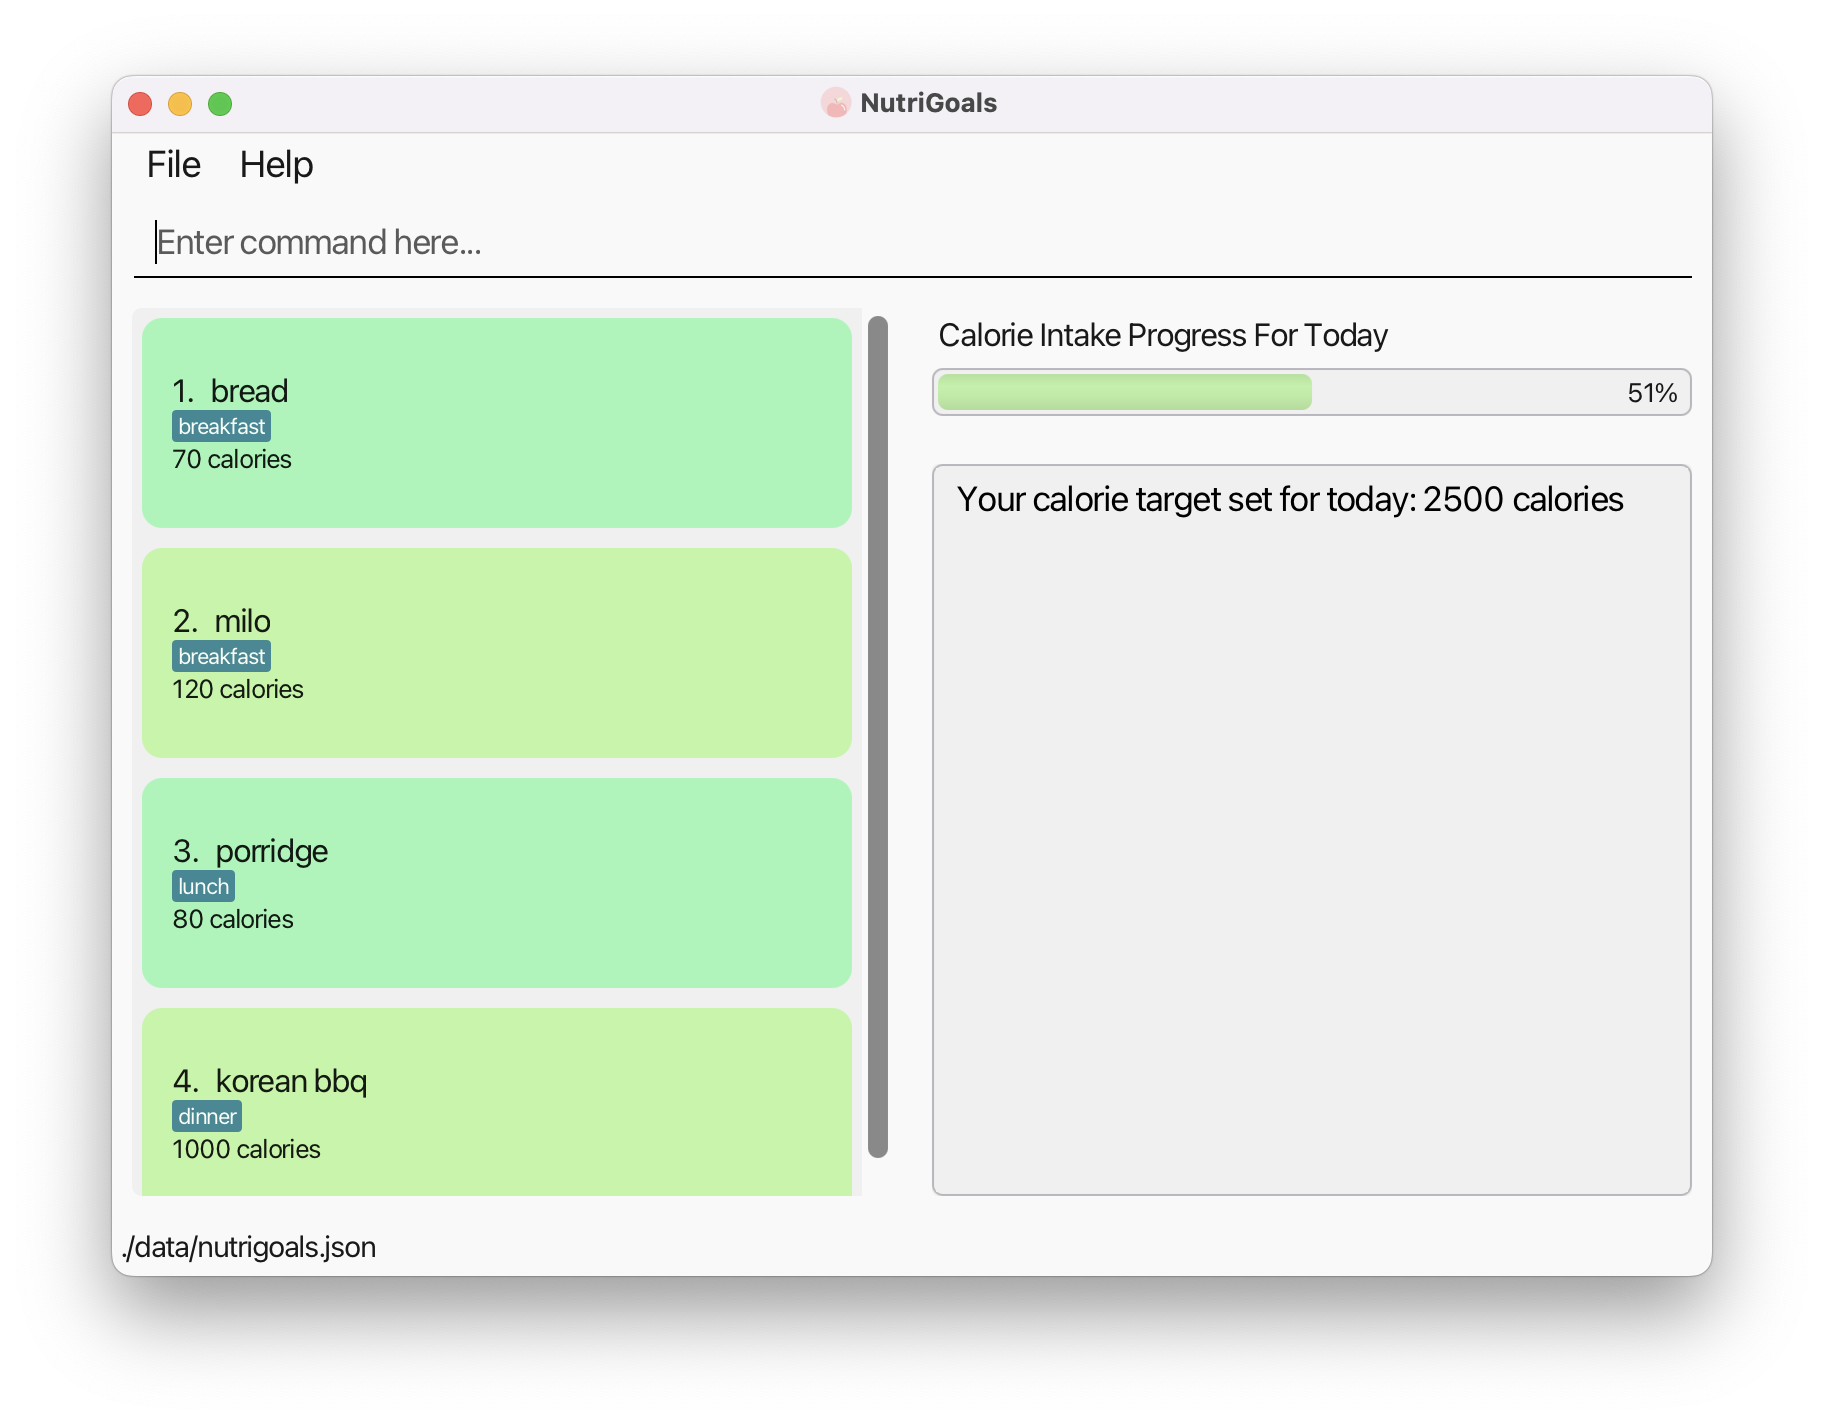 NutriGoals
File Help
Enter command here...
1. bread
breakfast
70 calories
2. milo
breakfast
120 calories
3. porridge
lunch
80 calories
4. korean bbq
dinner
1000 calories
Calorie Intake Progress For Today
51%
Your calorie target set for today: 2500 calories
./data/nutrigoals.json